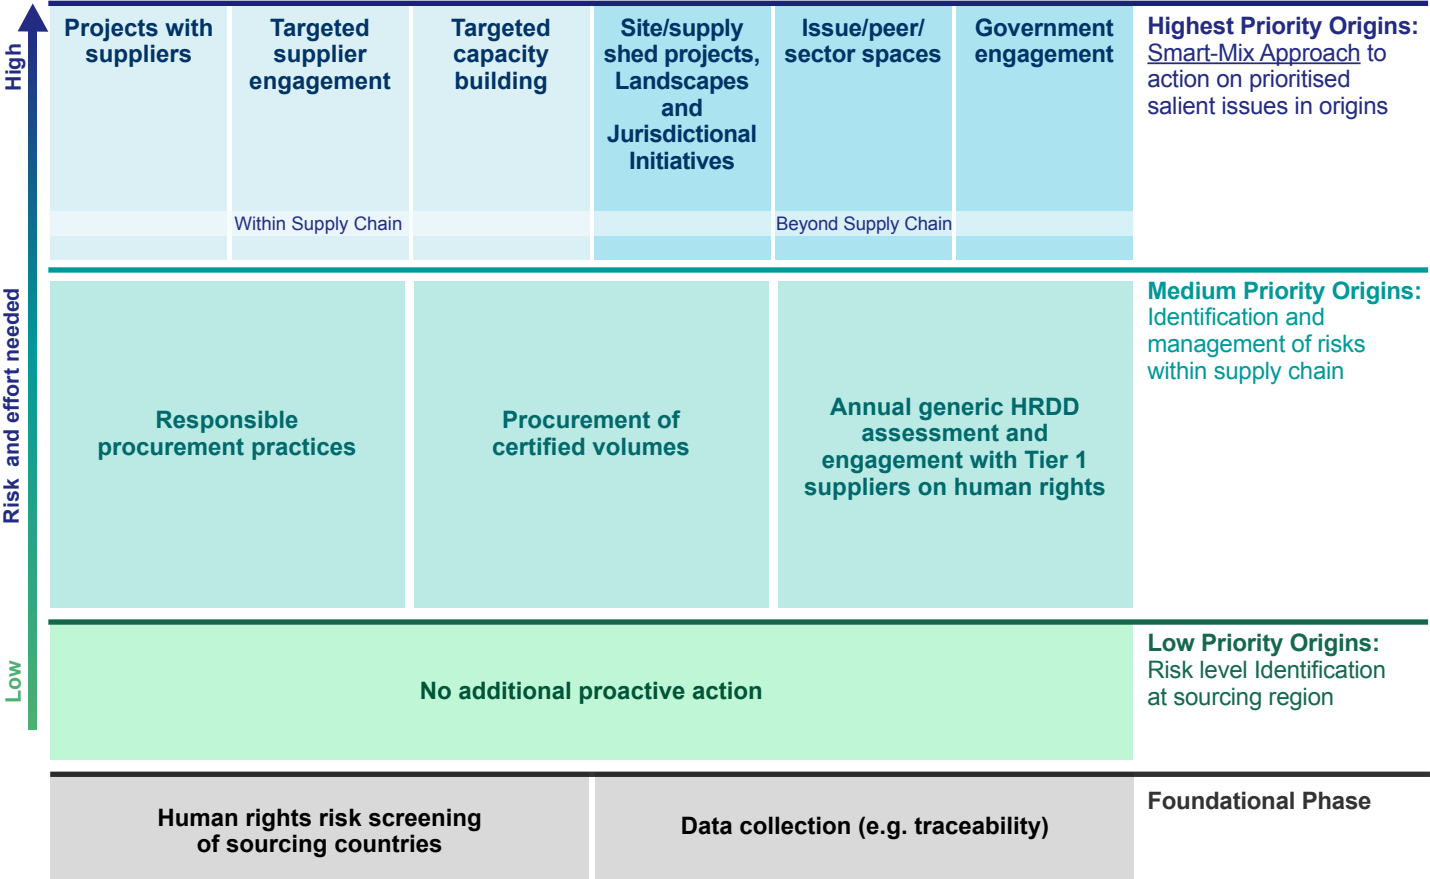 High
Risk and effort needed
Low
Projects with
suppliers
Targeted
supplier
engagement
Targeted
capacity
building
Site/supply
shed projects,
Landscapes
and
Jurisdictional
Initiatives
Issue/peer/
sector spaces
Government
engagement
Within Supply Chain
Beyond Supply Chain
Highest Priority Origins:
Smart-Mix Approach to
action on prioritised
salient issues in origins
Responsible
procurement practices
Procurement of
certified volumes
Annual generic HRDD
assessment and
engagement with Tier 1
suppliers on human rights
Medium Priority Origins:
Identification and
management of risks
within supply chain
No additional proactive action
Low Priority Origins:
Risk level Identification
at sourcing region
Human rights risk screening
of sourcing countries
Data collection (e.g. traceability)
Foundational Phase